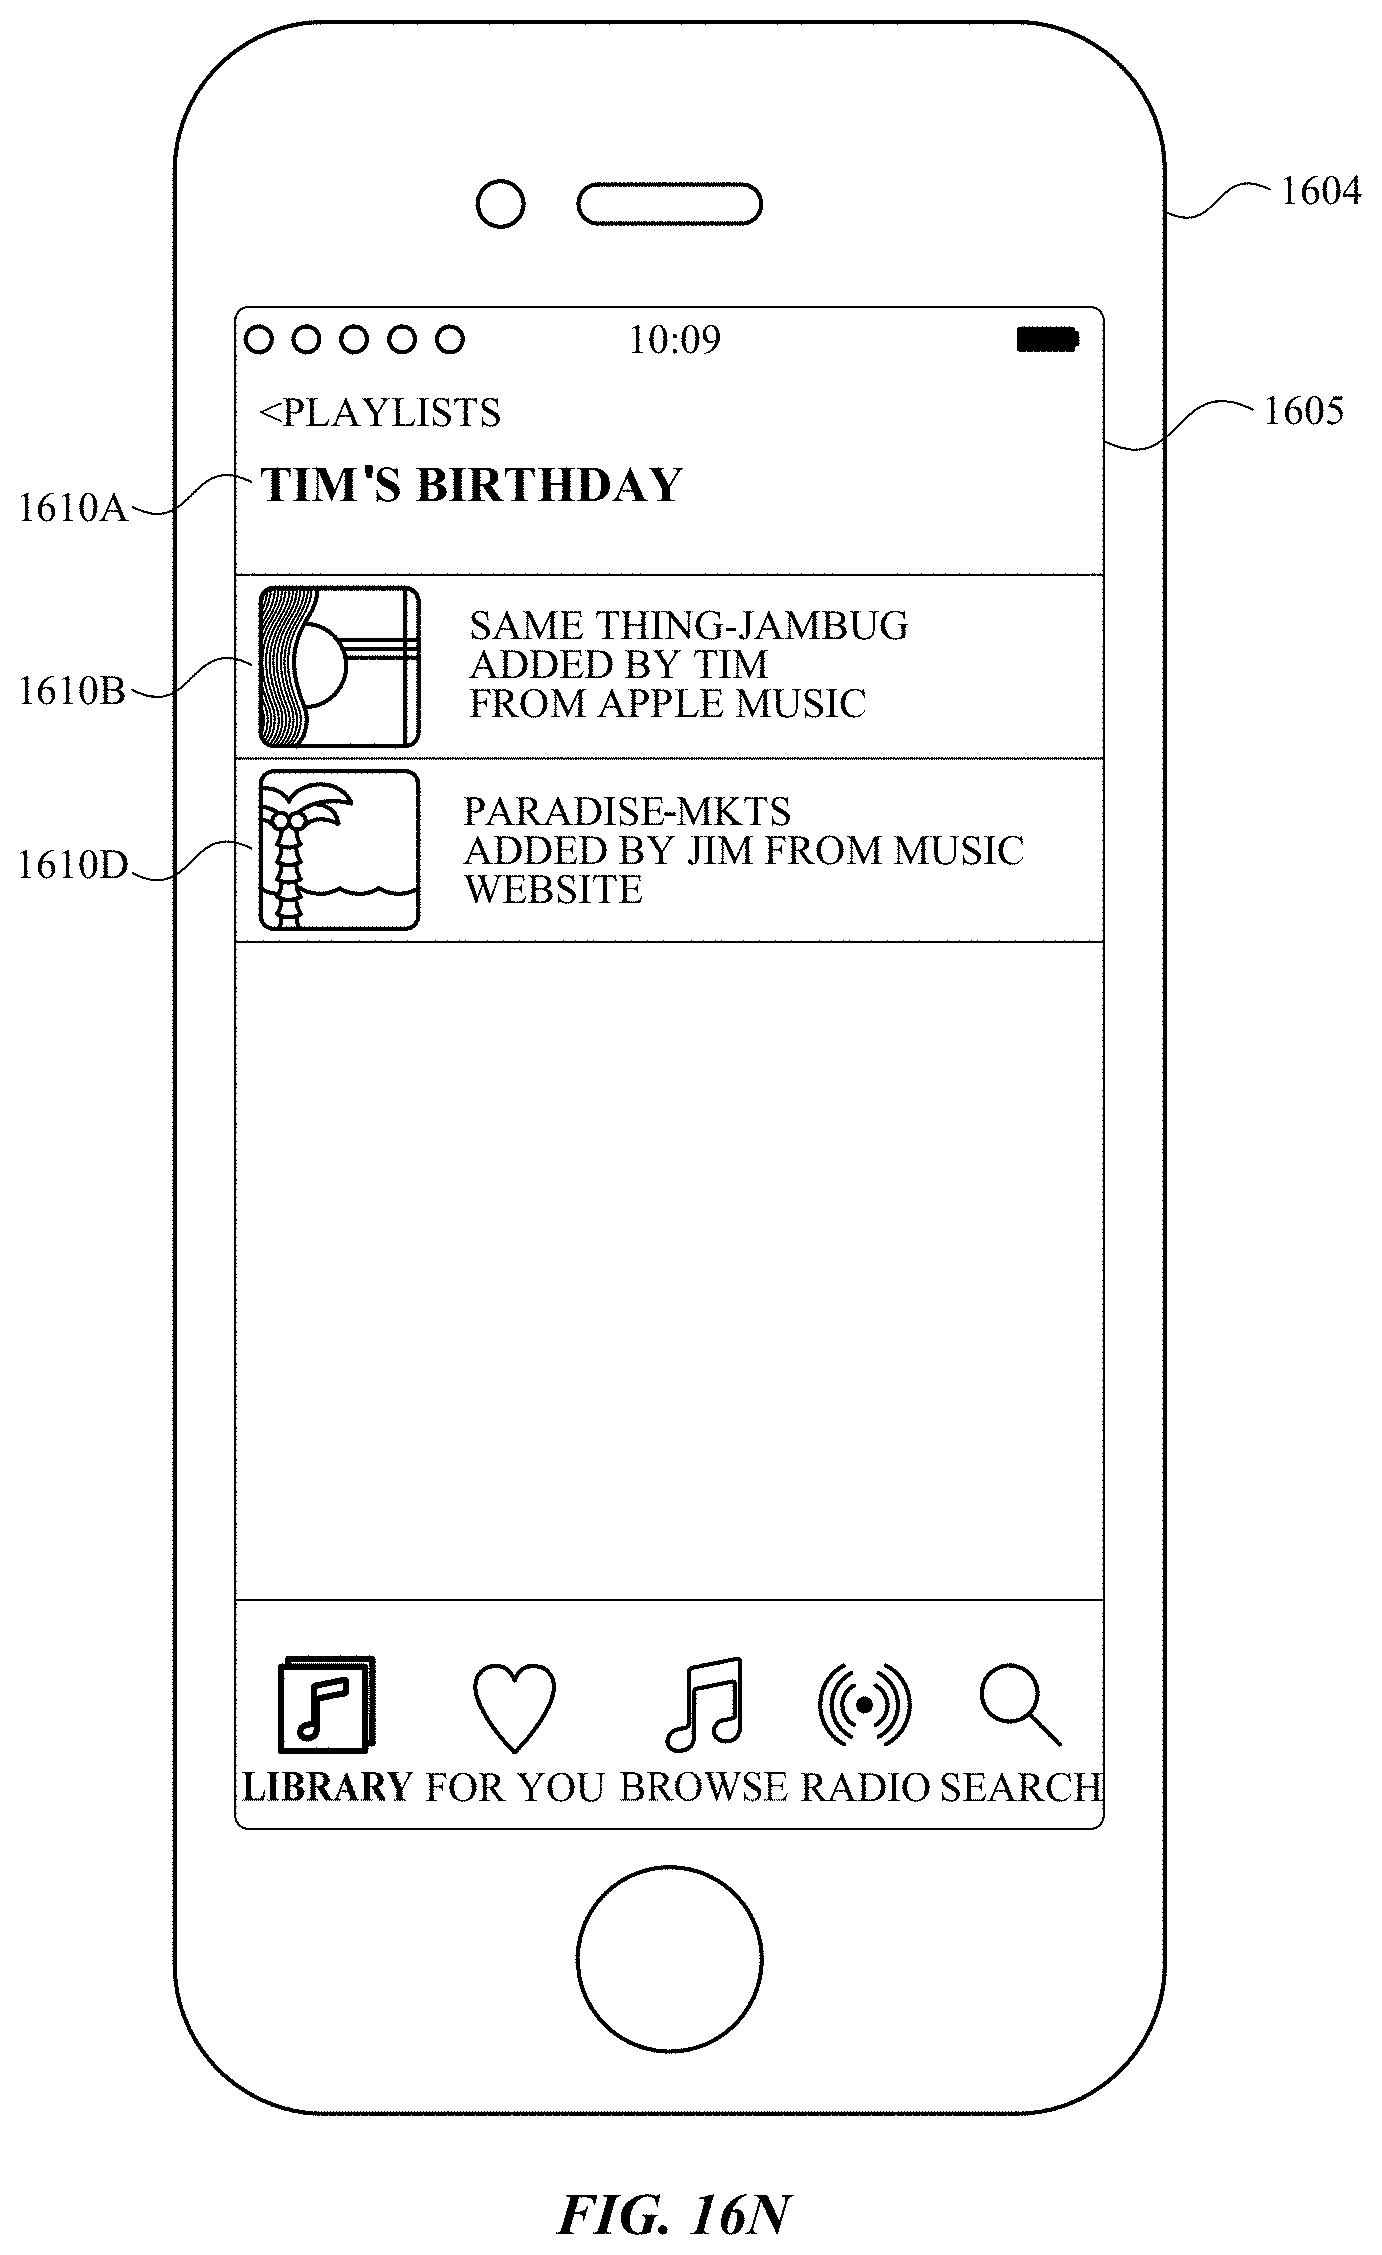 1604
10:09
<PLAYLISTS
1605
TIM'S BIRTHDAY
1610A
SAME THING-JAMBUG
ADDED BY TIM
FROM APPLE MUSIC
1610B
PARADISE-MKTS
ADDED BY JIM FROM MUSIC
WEBSITE
1610D
LIBRARY FOR YOU BROWSE RADIO SEARCH
FIG. 16N